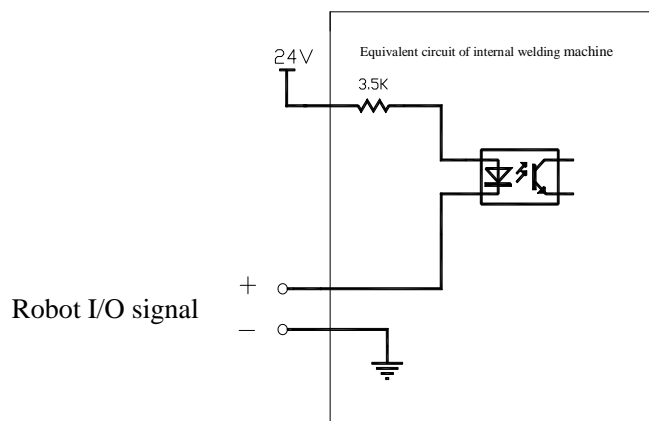 Equivalent circuit of internal welding machine
24V
3.5K
+
Robot I/O signal
−